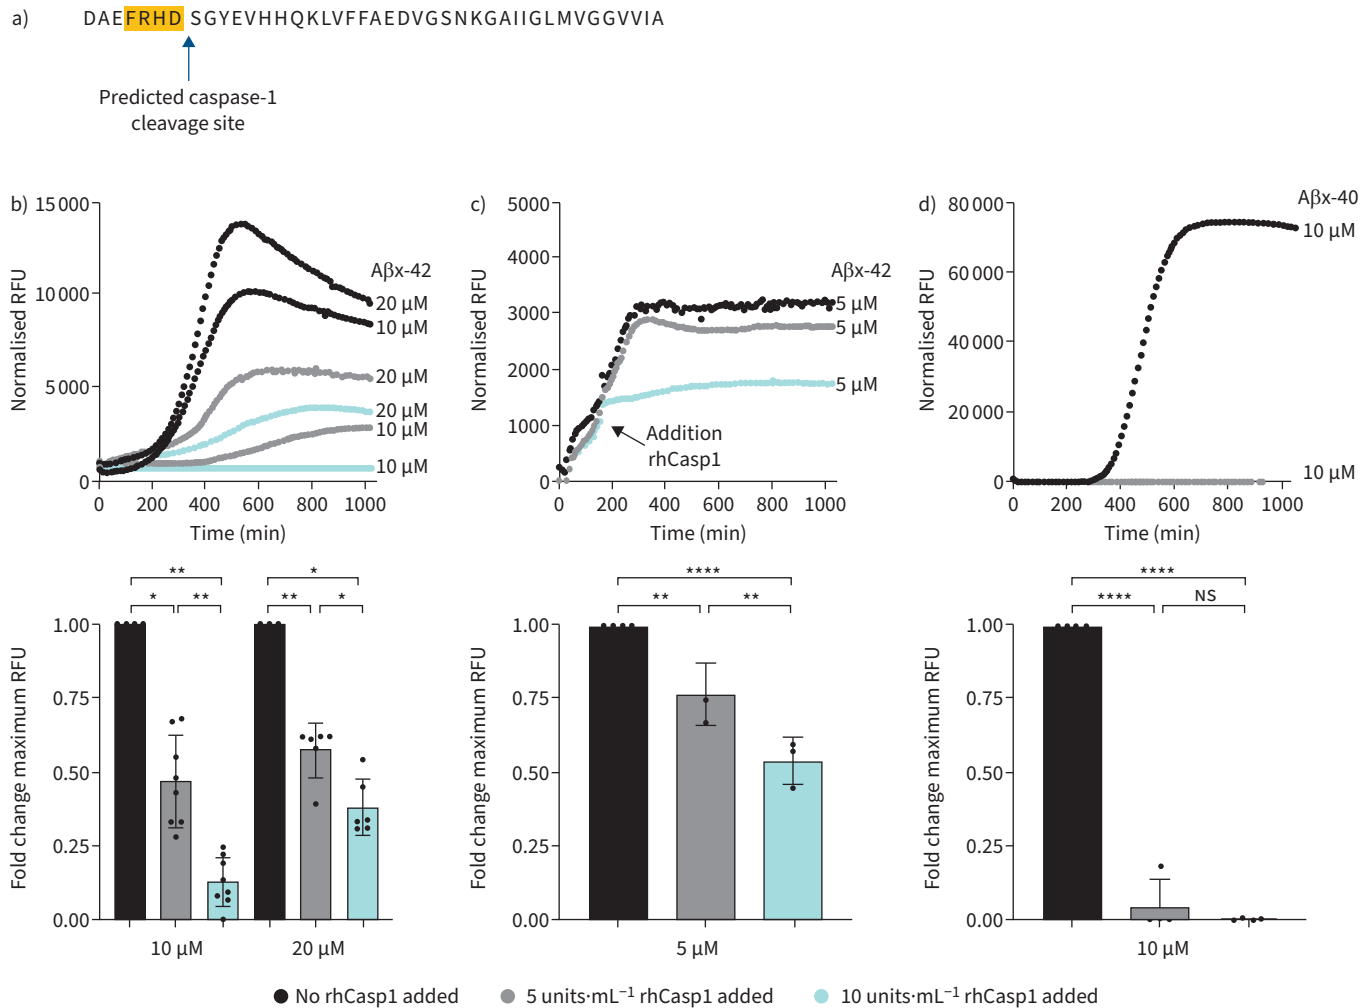 a) DAEFRHD SGYEVHHQKLVFFAEDVGSNKGAIIGLMVGGVVIA
Predicted caspase-1
cleavage site
b)
Normalised RFU
15 000
10 000
5 000
0
0 200 400 600 800 1000
Time (min)
Aβx-42
20 µM
10 µM
20 µM
20 µM
10 µM
10 µM
c)
Normalised RFU
5000
4000
3000
2000
1000
0
0 200 400 600 800 1000
Time (min)
Aβx-42
5 µM
5 µM
5 µM
Addition
rhCasp1
d)
Normalised RFU
80 000
60 000
40 000
20 000
0
0 200 400 600 800 1000
Time (min)
Aβx-40
10 µM
10 µM
Fold change maximum RFU
1.00
0.75
0.50
0.25
0.00
** *
* ** ** *
10 µM 20 µM
Fold change maximum RFU
1.00
0.75
0.50
0.25
0.00
****
** **
5 µM
Fold change maximum RFU
1.00
0.75
0.50
0.25
0.00
****
**** NS
10 µM
No rhCasp1 added 5 units·mL⁻¹ rhCasp1 added 10 units·mL⁻¹ rhCasp1 added